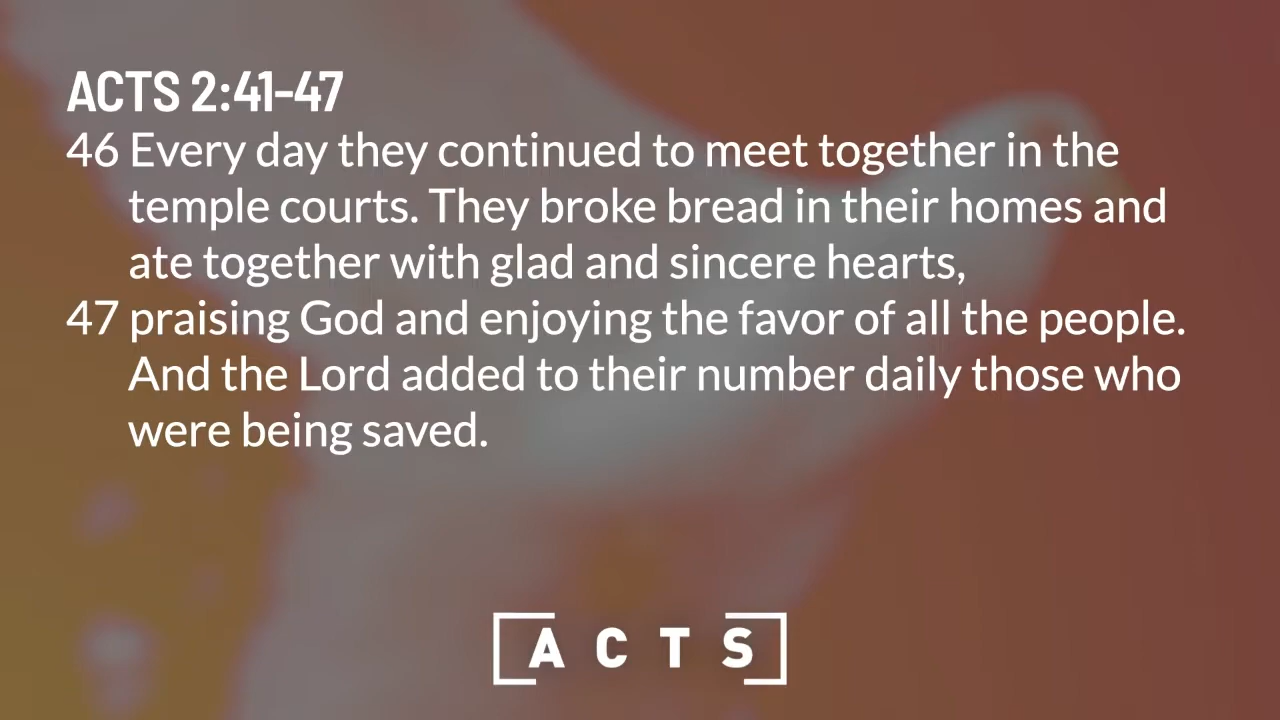 ACTS 2:41-47
46 Every day they continued to meet together in the
temple courts. They broke bread in their homes and
ate together with glad and sincere hearts,
47 praising God and enjoying the favor of all the people.
And the Lord added to their number daily those who
were being saved.
ACTS